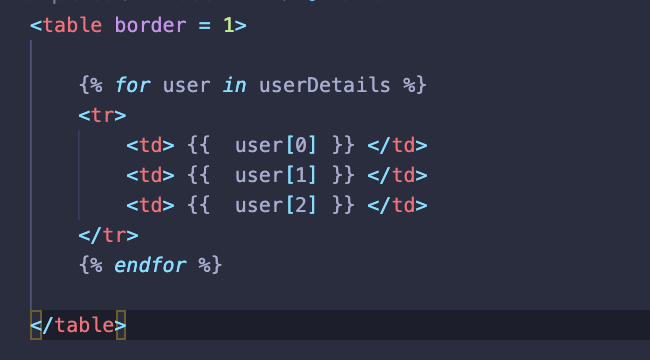 <table border = 1>
{% for user in userDetails %}
<tr>
<td> {{  user[0] }} </td>
<td> {{  user[1] }} </td>
<td> {{  user[2] }} </td>
</tr>
{% endfor %}
</table>